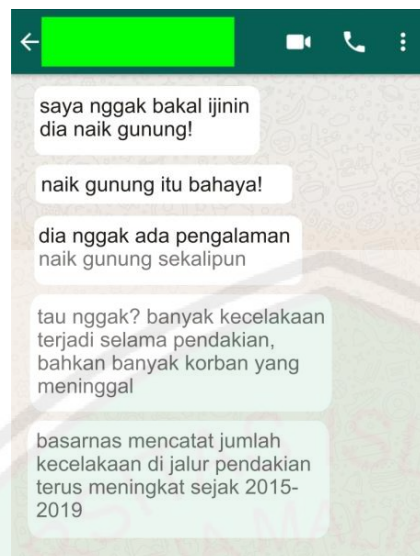 saya nggak bakal ijinin
dia naik gunung!
naik gunung itu bahaya!
dia nggak ada pengalaman
naik gunung sekalipun
tau nggak? banyak kecelakaan
terjadi selama pendakian,
bahkan banyak korban yang
meninggal
basarnas mencatat jumlah
kecelakaan di jalur pendakian
terus meningkat sejak 2015-
2019